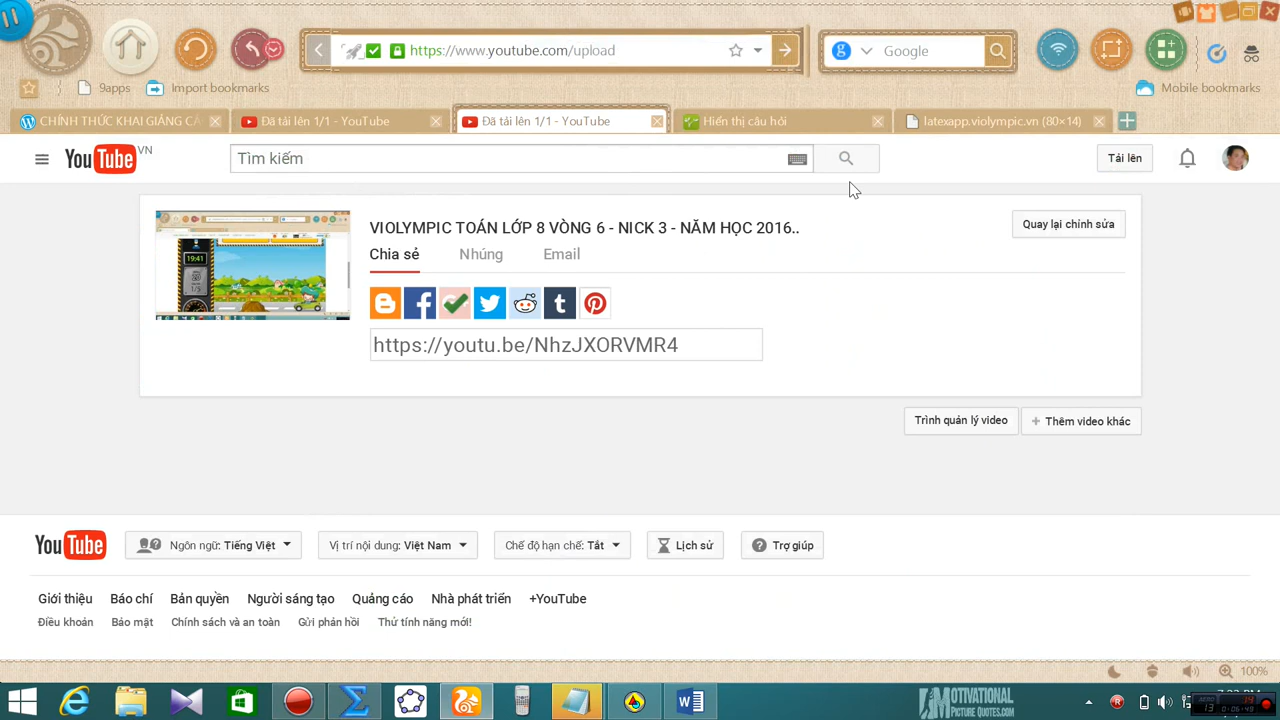 https://www.youtube.com/upload
Google
9apps
Import bookmarks
Mobile bookmarks
CHÍNH THỨC KHAI GIẢNG CÁ
Đã tải lên 1/1 - YouTube
Đã tải lên 1/1 - YouTube
Hiển thị câu hỏi
latexapp.violympic.vn (80×14)
YouTube VN
Tìm kiếm
Tải lên
VIOLYMPIC TOÁN LỚP 8 VÒNG 6 - NICK 3 - NĂM HỌC 2016..
Quay lại chỉnh sửa
Chia sẻ
Nhúng
Email
19:41
https://youtu.be/NhzJXORVMR4
Trình quản lý video
+ Thêm video khác
YouTube
Ngôn ngữ: Tiếng Việt
Vị trí nội dung: Việt Nam
Chế độ hạn chế: Tắt
Lịch sử
Trợ giúp
Giới thiệu
Báo chí
Bản quyền
Người sáng tạo
Quảng cáo
Nhà phát triển
+YouTube
Điều khoản
Bảo mật
Chính sách và an toàn
Gửi phản hồi
Thử tính năng mới!
100%
MOTIVATIONAL
PICTURE QUOTES.COM